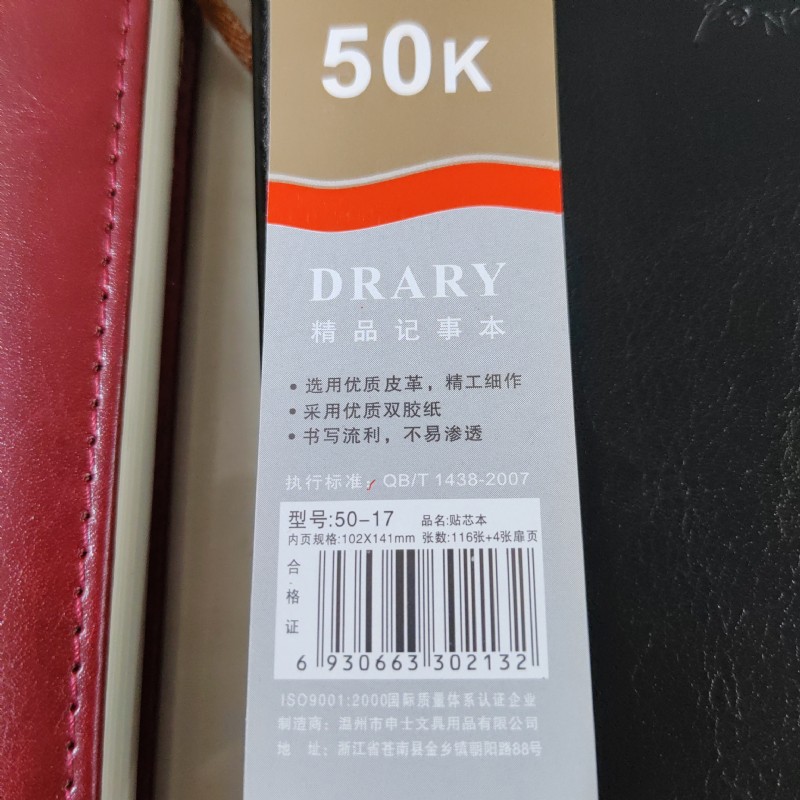 50K
DRARY
精品记事本
• 选用优质皮革，精工细作
• 采用优质双胶纸
• 书写流利，不易渗透
执行标准: QB/T 1438-2007
型号:50-17 品名:贴芯本
内页规格:102X141mm 张数:116张+4张扉页
合格证
6 930663 302132
ISO9001:2000国际质量体系认证企业
制造商：温州市申士文具用品有限公司
地 址：浙江省苍南县金乡镇朝阳路88号